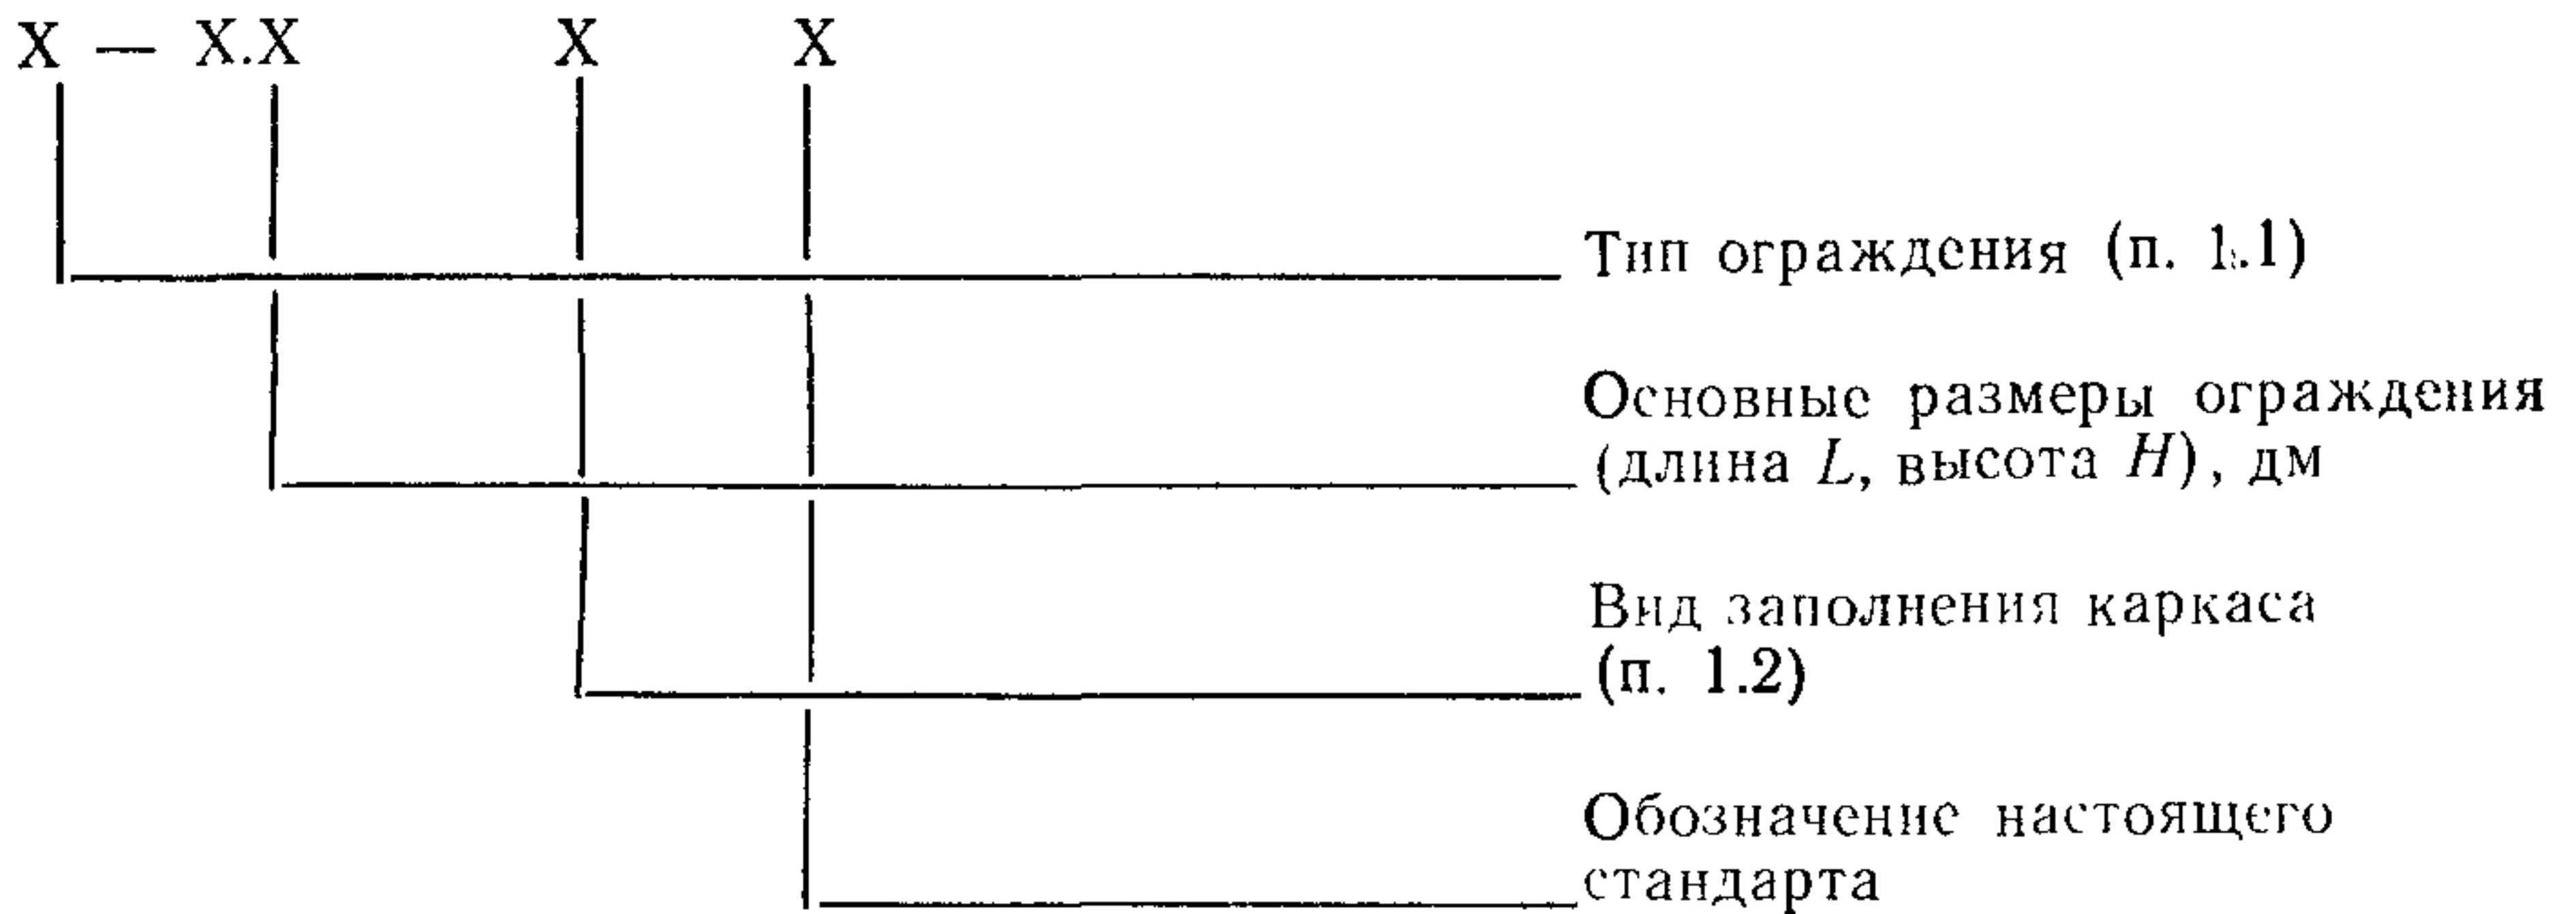 X — X.X X X
Тип ограждения (п. 1.1)
Основные размеры ограждения
(длина L, высота H), дм
Вид заполнения каркаса
(п. 1.2)
Обозначение настоящего
стандарта